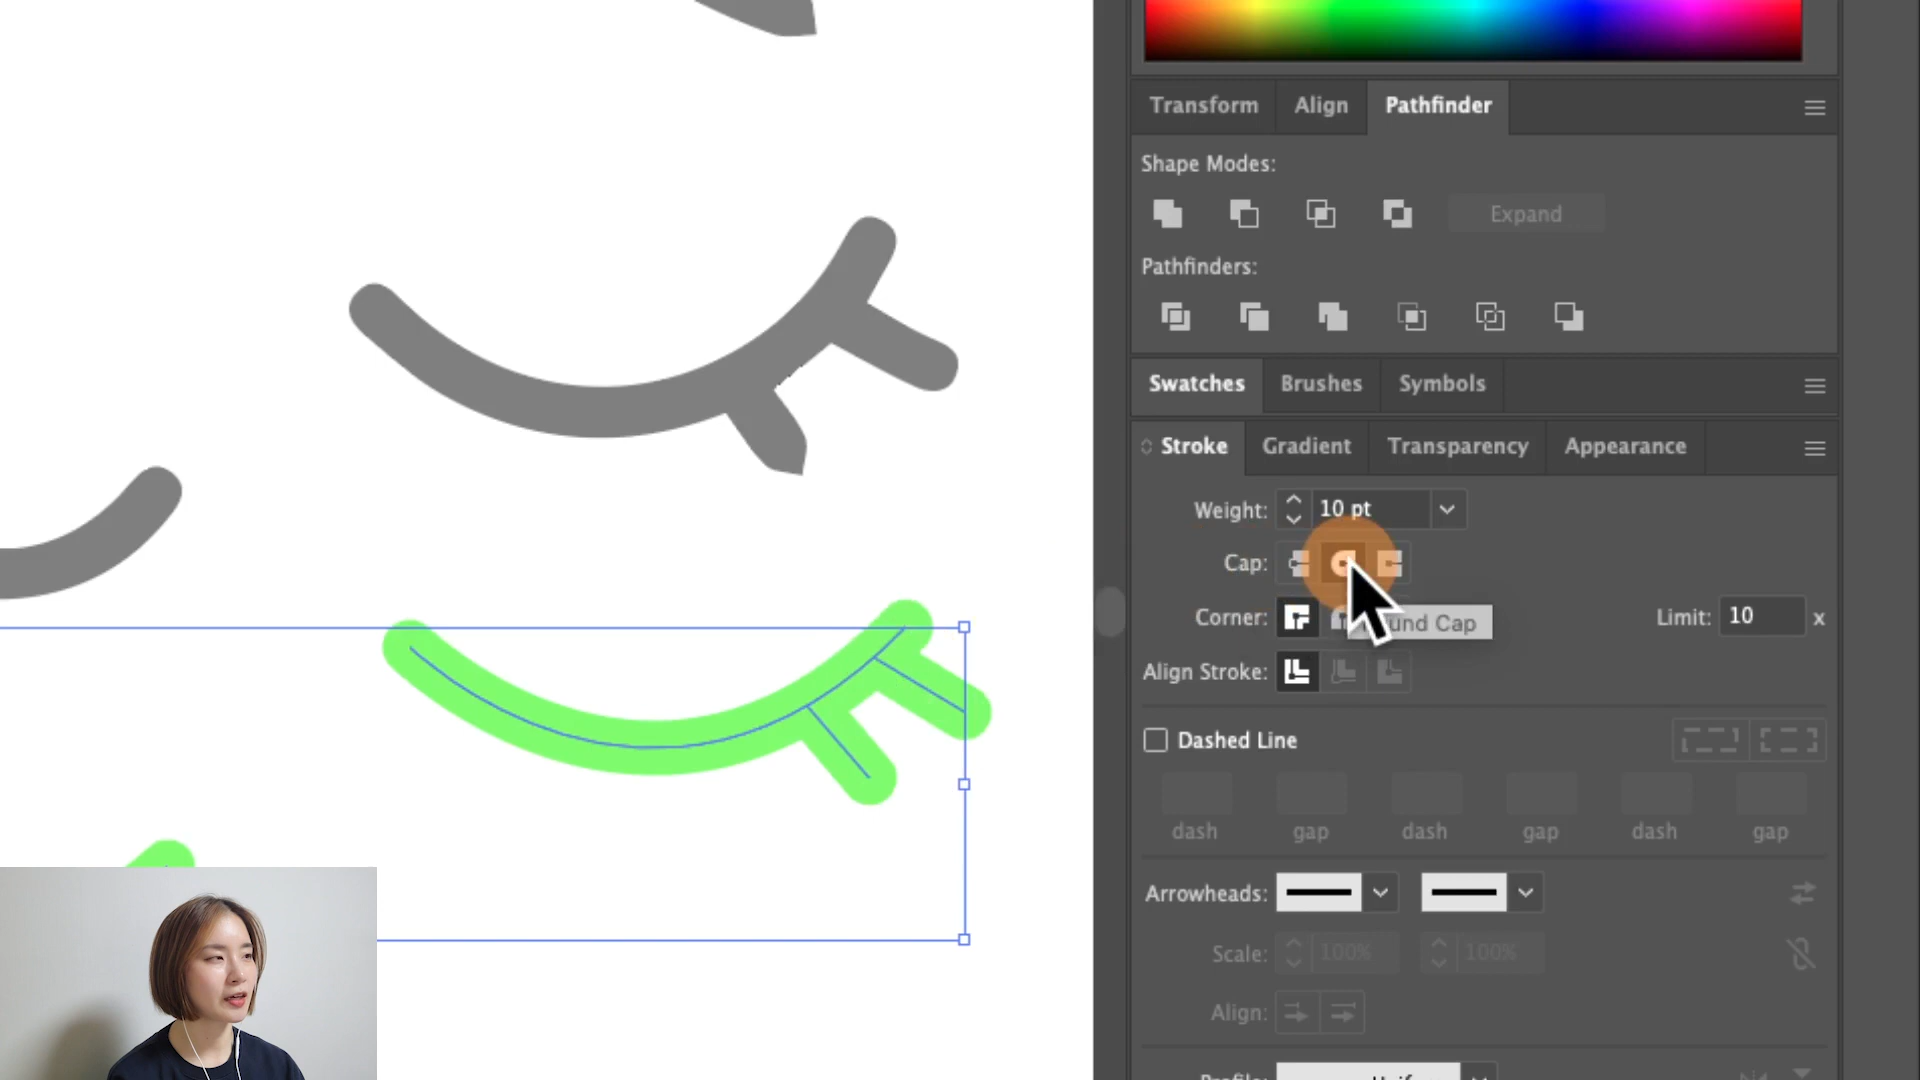 Transform Align Pathfinder
Shape Modes:
Expand
Pathfinders:
Swatches Brushes Symbols
Stroke Gradient Transparency Appearance
Weight: 10 pt
Cap:
Corner: Limit: 10 x
und Cap
Align Stroke:
Dashed Line
dash gap dash gap dash gap
Arrowheads:
Scale: 100% 100%
Align: